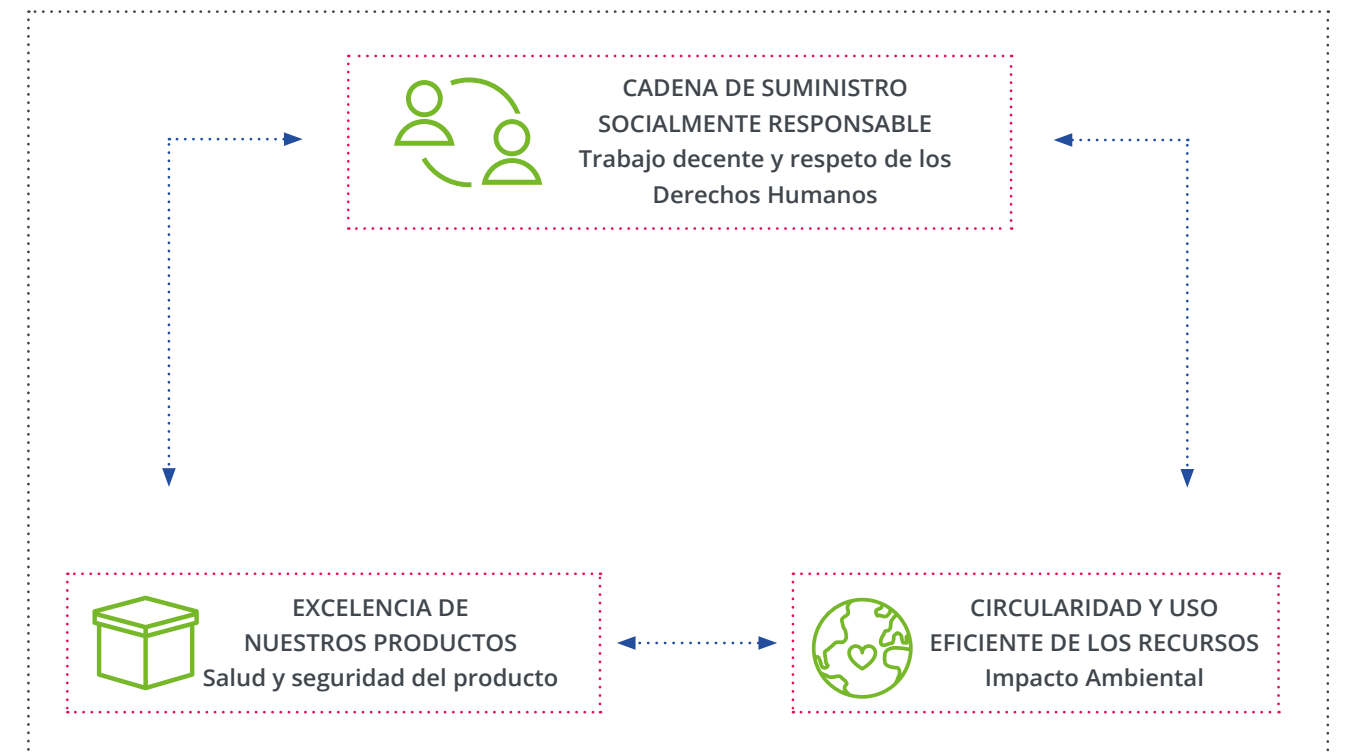 CADENA DE SUMINISTRO
SOCIALMENTE RESPONSABLE
Trabajo decente y respeto de los
Derechos Humanos
EXCELENCIA DE
NUESTROS PRODUCTOS
Salud y seguridad del producto
CIRCULARIDAD Y USO
EFICIENTE DE LOS RECURSOS
Impacto Ambiental